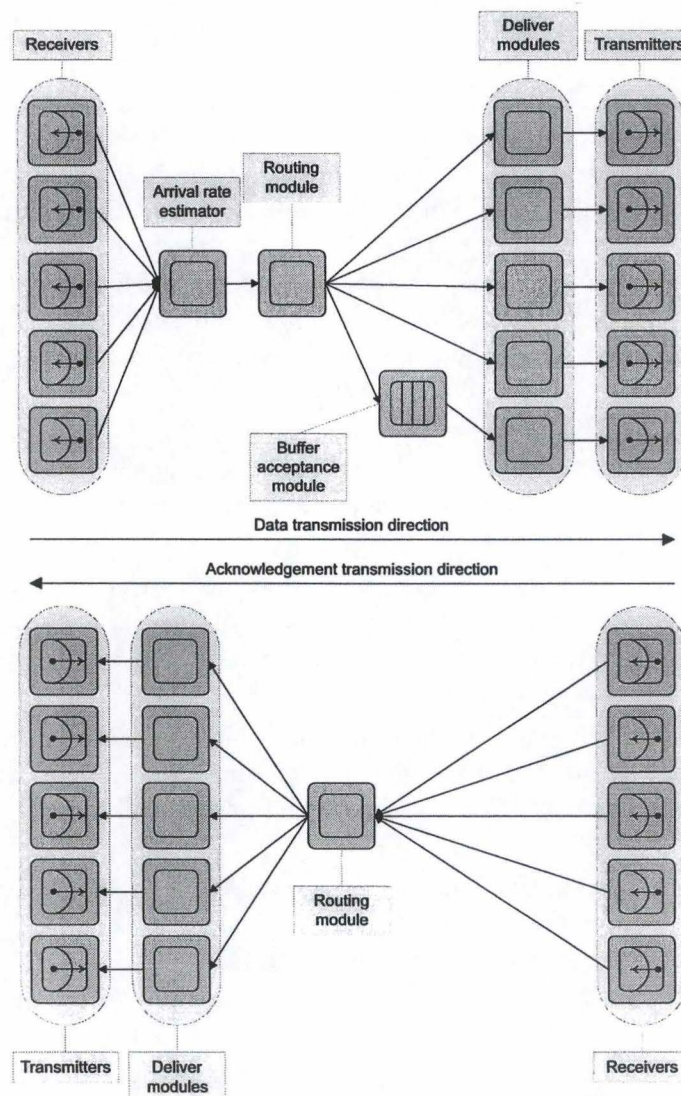 Receivers
Deliver
modules
Transmitters
Arrival rate
estimator
Routing
module
Buffer
acceptance
module
Data transmission direction
Acknowledgement transmission direction
Routing
module
Transmitters
Deliver
modules
Receivers